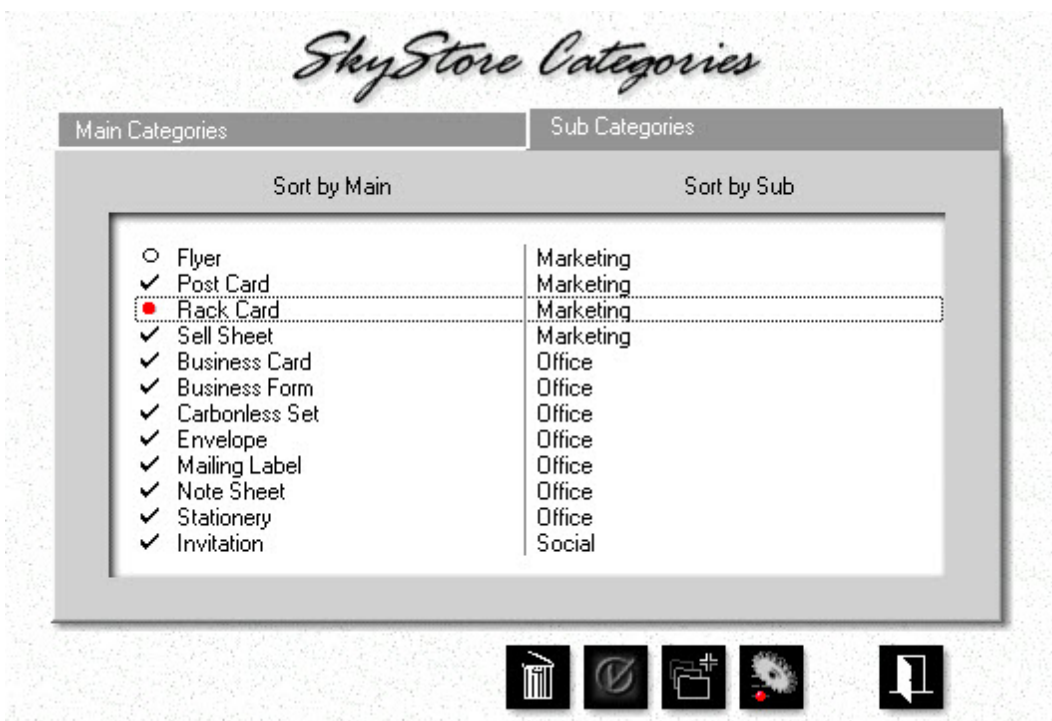 SkyStore Categories
Main Categories Sub Categories
Sort by Main Sort by Sub
Flyer Marketing
Post Card Marketing
Rack Card Marketing
Sell Sheet Marketing
Business Card Office
Business Form Office
Carbonless Set Office
Envelope Office
Mailing Label Office
Note Sheet Office
Stationery Office
Invitation Social